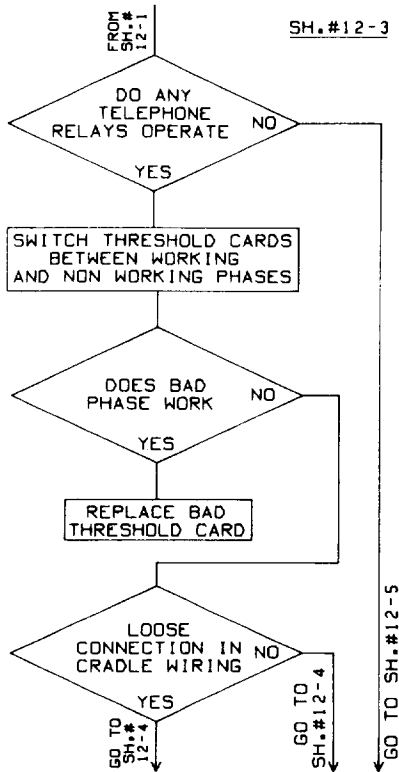 FROM
SH.#
12-1
SH.#12-3
DO ANY
TELEPHONE
RELAYS OPERATE
NO
YES
SWITCH THRESHOLD CARDS
BETWEEN WORKING
AND NON WORKING PHASES
DOES BAD
PHASE WORK
NO
YES
REPLACE BAD
THRESHOLD CARD
LOOSE
CONNECTION IN
CRADLE WIRING
NO
YES
GO TO
SH.#
12-4
GO TO
SH.#12-4
GO TO SH.#12-5